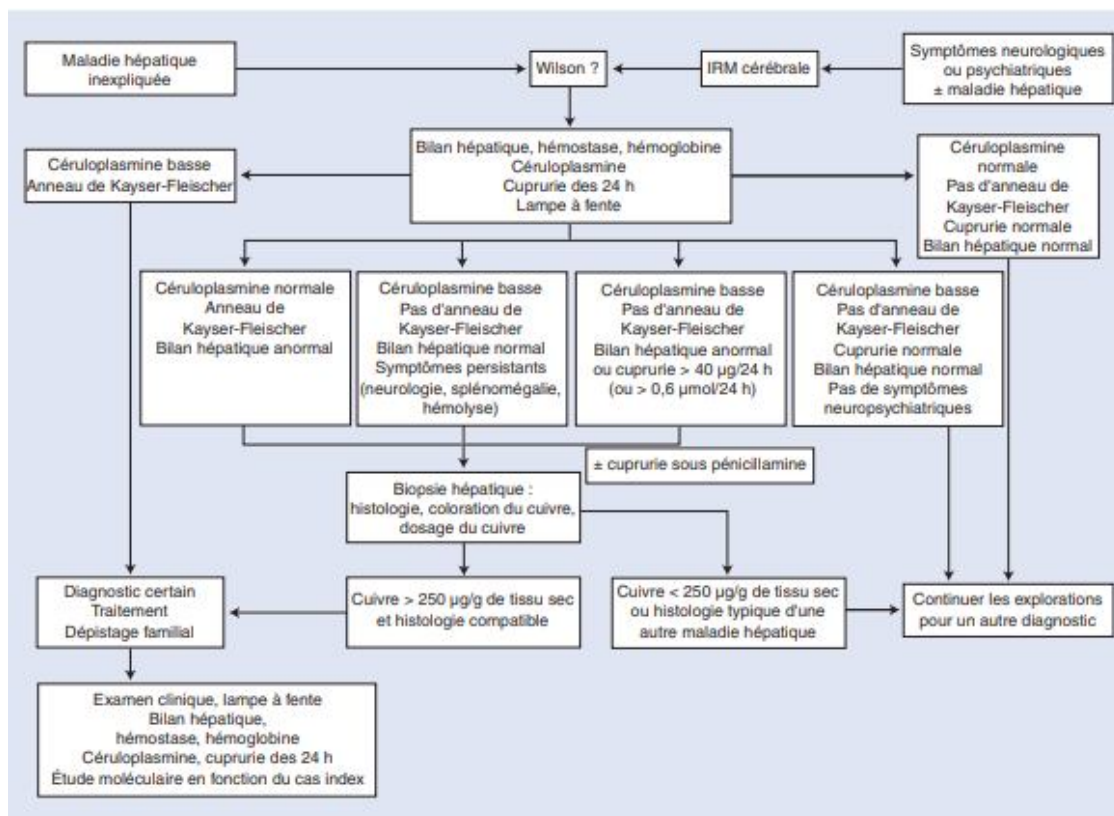 Maladie hépatique
inexpliquée
Wilson ?
IRM cérébrale
Symptômes neurologiques
ou psychiatriques
± maladie hépatique
Bilan hépatique, hémostase, hémoglobine
Céruloplasmine
Cuprurie des 24 h
Lampe à fente
Céruloplasmine basse
Anneau de Kayser-Fleischer
Céruloplasmine
normale
Pas d'anneau de
Kayser-Fleischer
Cuprurie normale
Bilan hépatique normal
Céruloplasmine normale
Anneau de
Kayser-Fleischer
Bilan hépatique anormal
Céruloplasmine basse
Pas d'anneau de
Kayser-Fleischer
Bilan hépatique normal
Symptômes persistants
(neurologie, splénomégalie,
hémolyse)
Céruloplasmine basse
Pas d'anneau de
Kayser-Fleischer
Bilan hépatique anormal
ou cuprurie > 40 µg/24 h
(ou > 0,6 µmol/24 h)
Céruloplasmine basse
Pas d'anneau de
Kayser-Fleischer
Cuprurie normale
Bilan hépatique normal
Pas de symptômes
neuropsychiatriques
± cuprurie sous pénicillamine
Biopsie hépatique :
histologie, coloration du cuivre,
dosage du cuivre
Diagnostic certain
Traitement
Dépistage familial
Cuivre > 250 µg/g de tissu sec
et histologie compatible
Cuivre < 250 µg/g de tissu sec
ou histologie typique d'une
autre maladie hépatique
Continuer les explorations
pour un autre diagnostic
Examen clinique, lampe à fente
Bilan hépatique,
hémostase, hémoglobine
Céruloplasmine, cuprurie des 24 h
Étude moléculaire en fonction du cas index